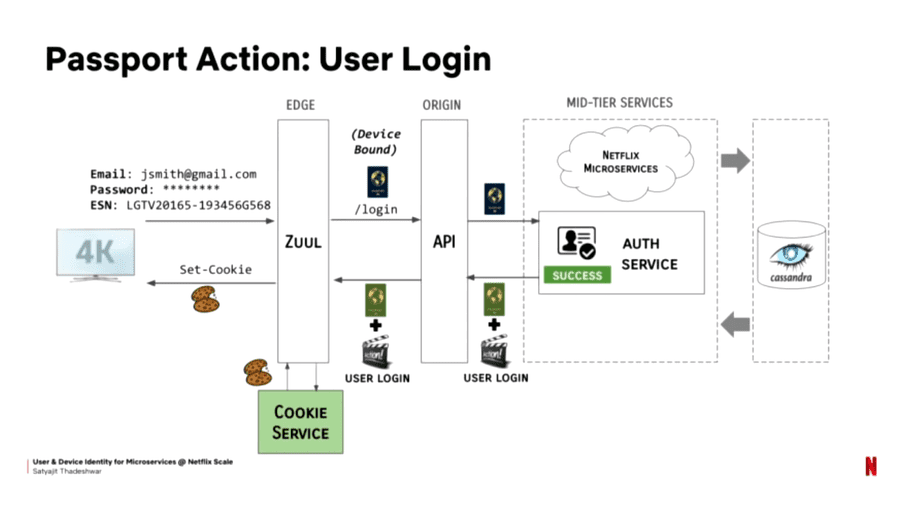 Passport Action: User Login
EDGE
ORIGIN
MID-TIER SERVICES
(Device
Bound)
NETFLIX
MICROSERVICES
Email: jsmith@gmail.com
Password: ********
ESN: LGTV20165-193456G568
/login
4K
ZUUL
API
AUTH
SERVICE
SUCCESS
Set-Cookie
cassandra
+
+
action!
action!
USER LOGIN
USER LOGIN
COOKIE
SERVICE
User & Device Identity for Microservices @ Netflix Scale
Satyajit Thadeshwar
N